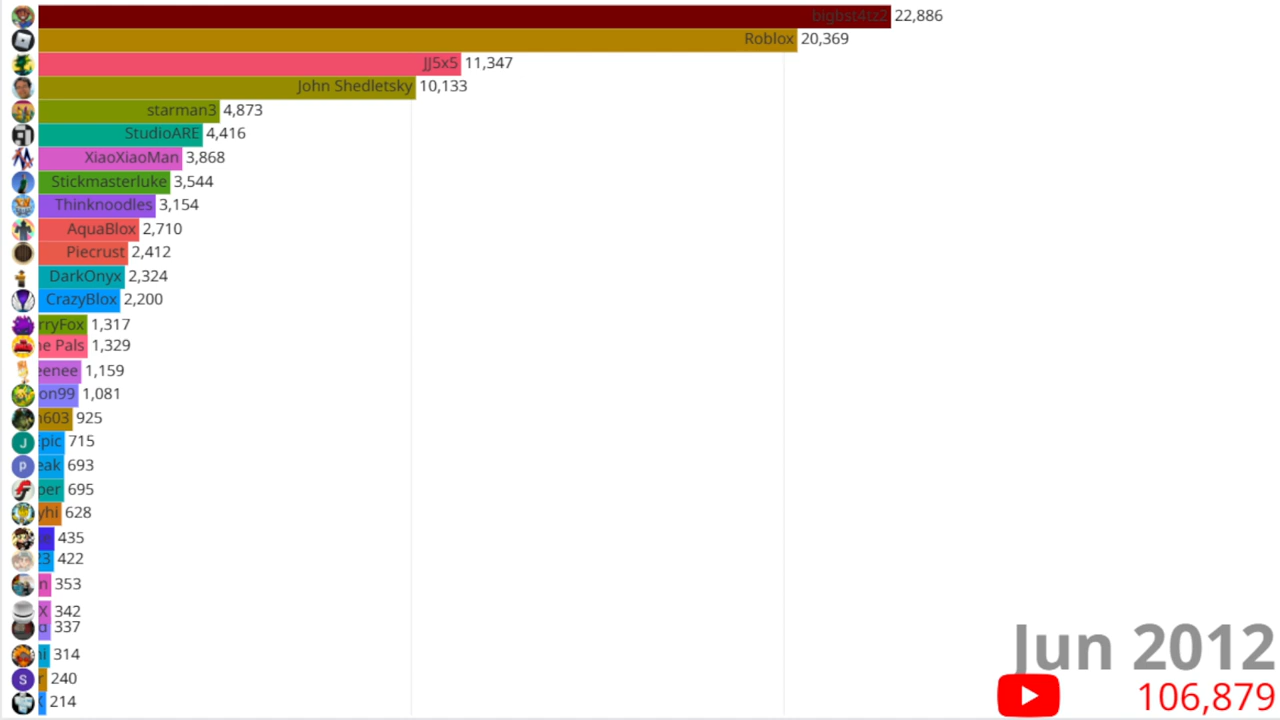 bigbst4tz2 22,886
Roblox 20,369
JJ5x5 11,347
John Shedletsky 10,133
starman3 4,873
StudioARE 4,416
XiaoXiaoMan 3,868
Stickmasterluke 3,544
Thinknoodles 3,154
AquaBlox 2,710
Piecrust 2,412
DarkOnyx 2,324
CrazyBlox 2,200
rryFox 1,317
e Pals 1,329
eenee 1,159
on99 1,081
603 925
J pic 715
P eak 693
per 695
yhi 628
435
23 422
n 353
X 342
a 337
i 314
S r 240
214
Jun 2012
106,879